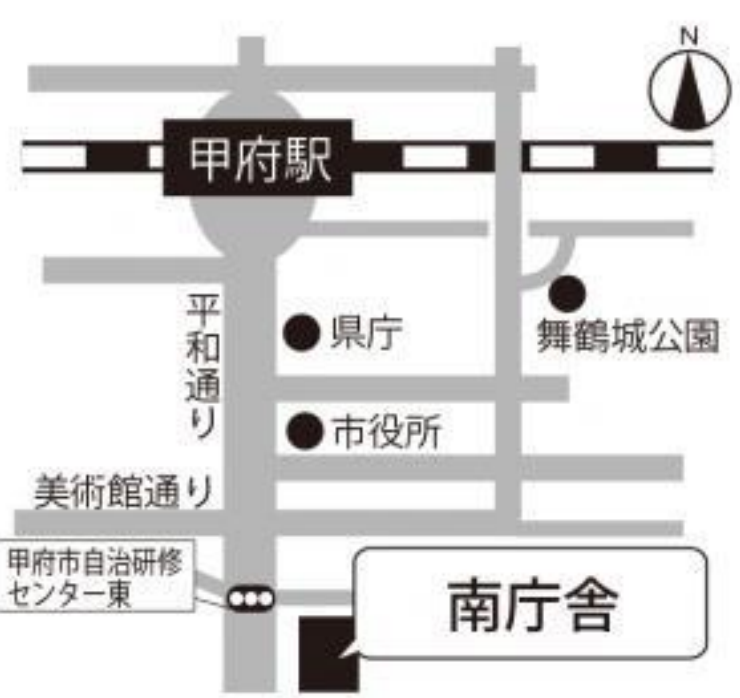 N
甲府駅
平和通り
県庁
舞鶴城公園
市役所
美術館通り
甲府市自治研修
センター東
南庁舎